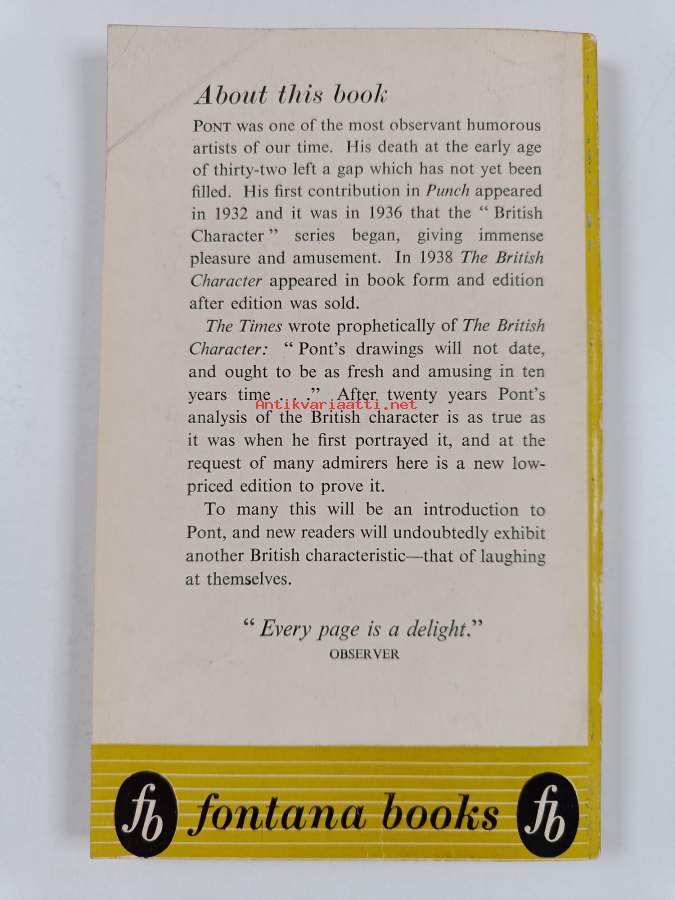 About this book
PONT was one of the most observant humorous
artists of our time. His death at the early age
of thirty-two left a gap which has not yet been
filled. His first contribution in Punch appeared
in 1932 and it was in 1936 that the “ British
Character ” series began, giving immense
pleasure and amusement. In 1938 The British
Character appeared in book form and edition
after edition was sold.
The Times wrote prophetically of The British
Character: “ Pont's drawings will not date,
and ought to be as fresh and amusing in ten
years time . . .” After twenty years Pont's
Antikvariaatti.net
analysis of the British character is as true as
it was when he first portrayed it, and at the
request of many admirers here is a new low-
priced edition to prove it.
To many this will be an introduction to
Pont, and new readers will undoubtedly exhibit
another British characteristic—that of laughing
at themselves.
“ Every page is a delight.”
OBSERVER
fb fontana books fb